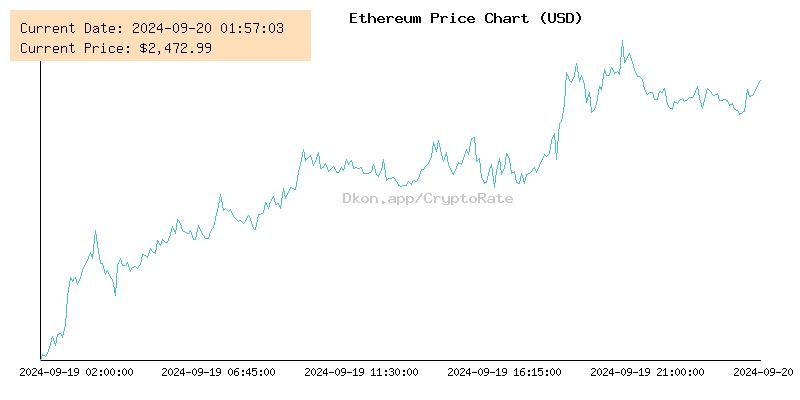 Ethereum Price Chart (USD)
Current Date: 2024-09-20 01:57:03
Current Price: $2,472.99
Dkon.app/CryptoRate
2024-09-19 02:00:00 2024-09-19 06:45:00 2024-09-19 11:30:00 2024-09-19 16:15:00 2024-09-19 21:00:00 2024-09-20